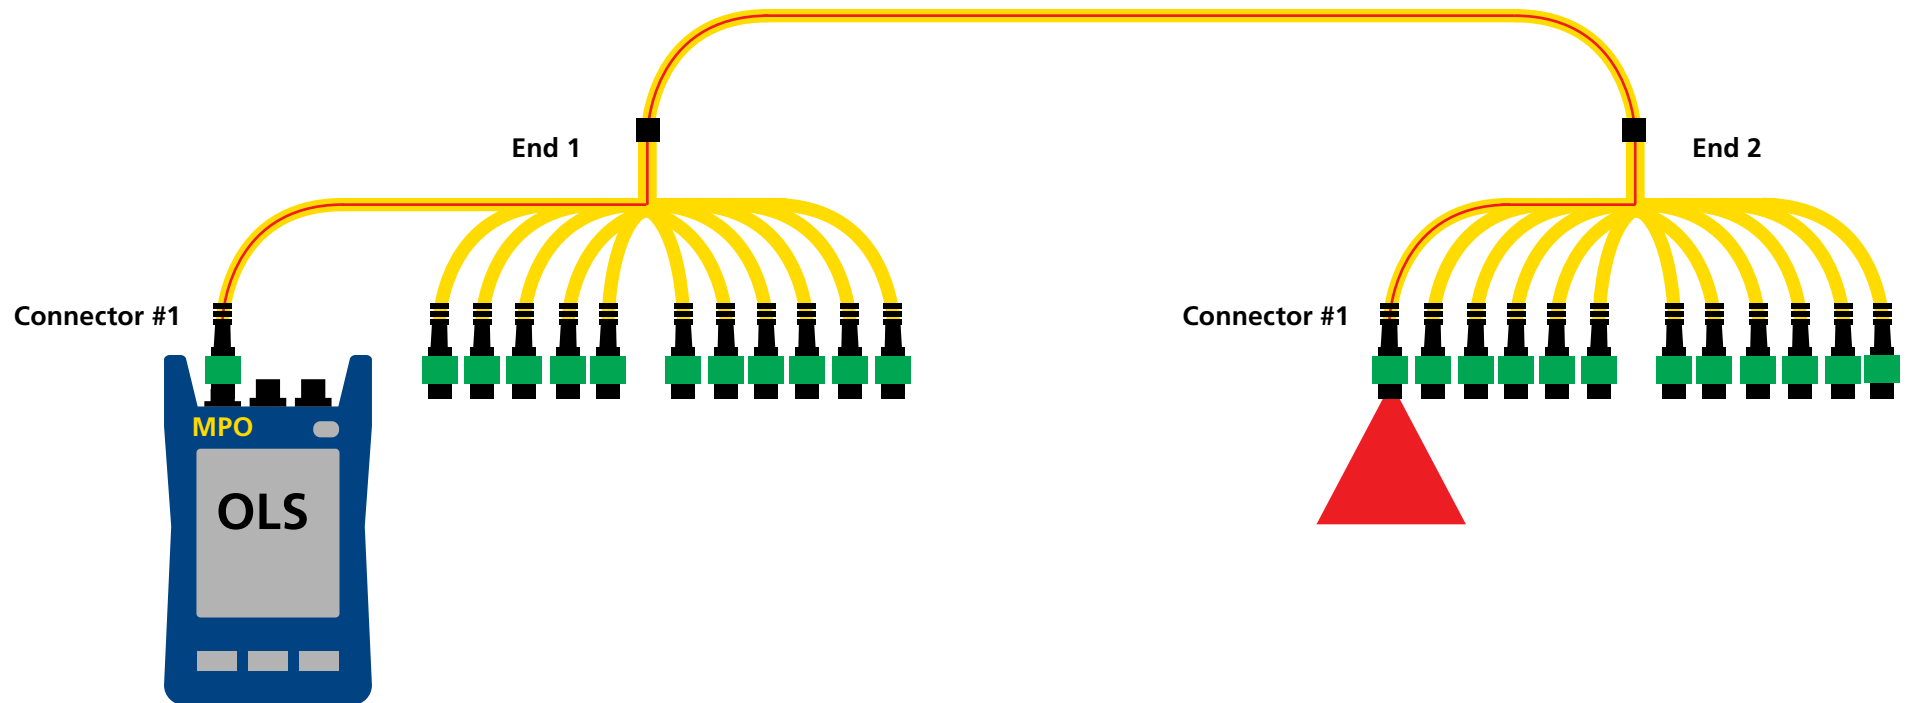 End 1
End 2
Connector #1
Connector #1
MPO
OLS